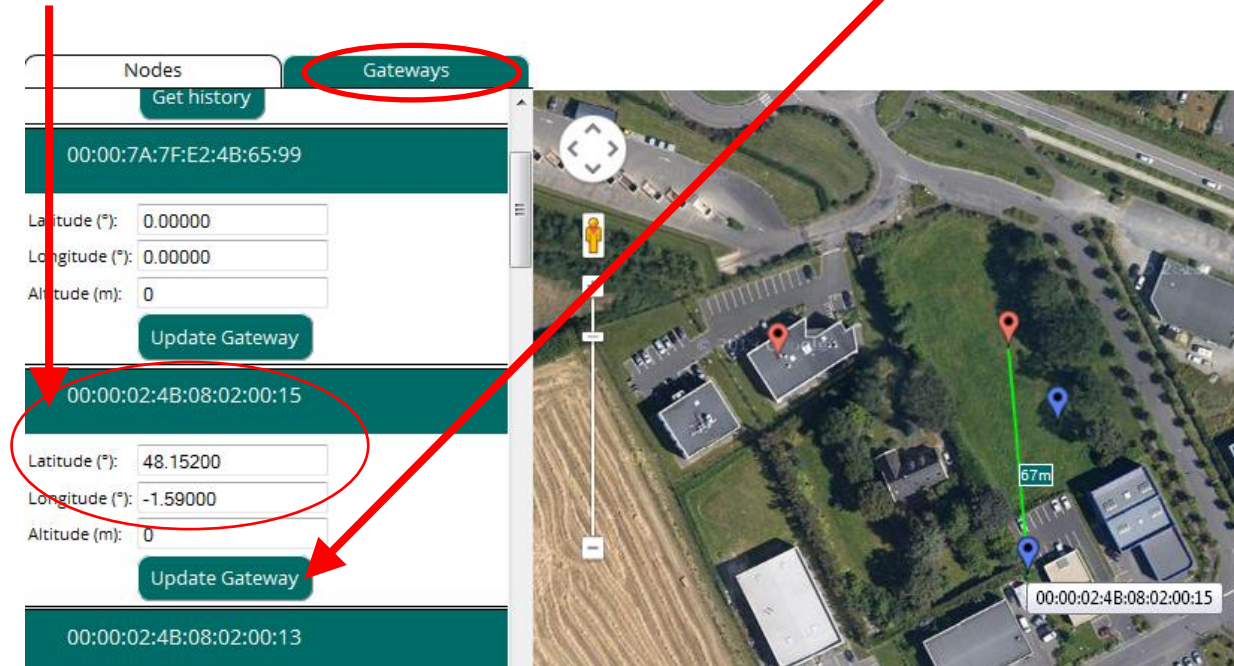 Nodes
Gateways
Get history
00:00:7A:7F:E2:4B:65:99
Latitude (°): 0.00000
Longitude (°): 0.00000
Altitude (m): 0
Update Gateway
00:00:02:4B:08:02:00:15
Latitude (°): 48.15200
Longitude (°): -1.59000
Altitude (m): 0
Update Gateway
00:00:02:4B:08:02:00:13
67m
00:00:02:4B:08:02:00:15